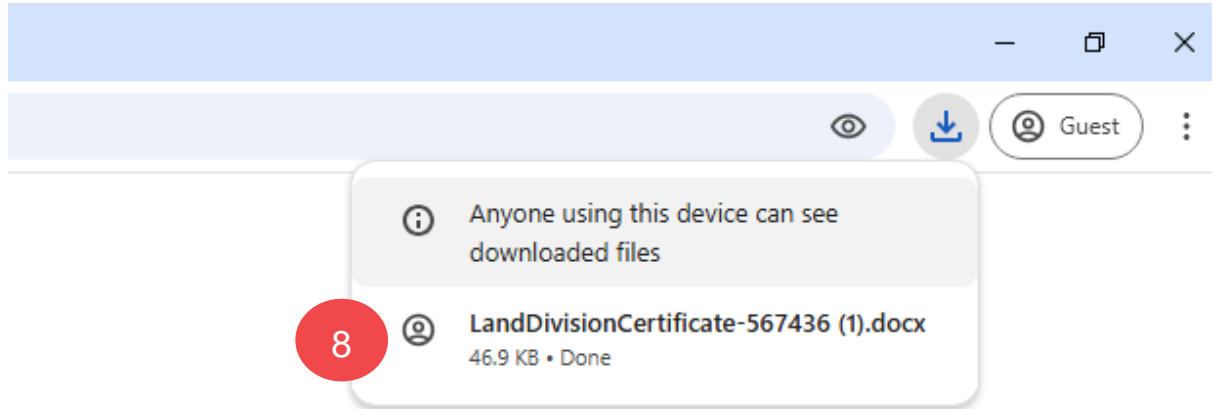 Guest
Anyone using this device can see
downloaded files
8
LandDivisionCertificate-567436 (1).docx
46.9 KB • Done